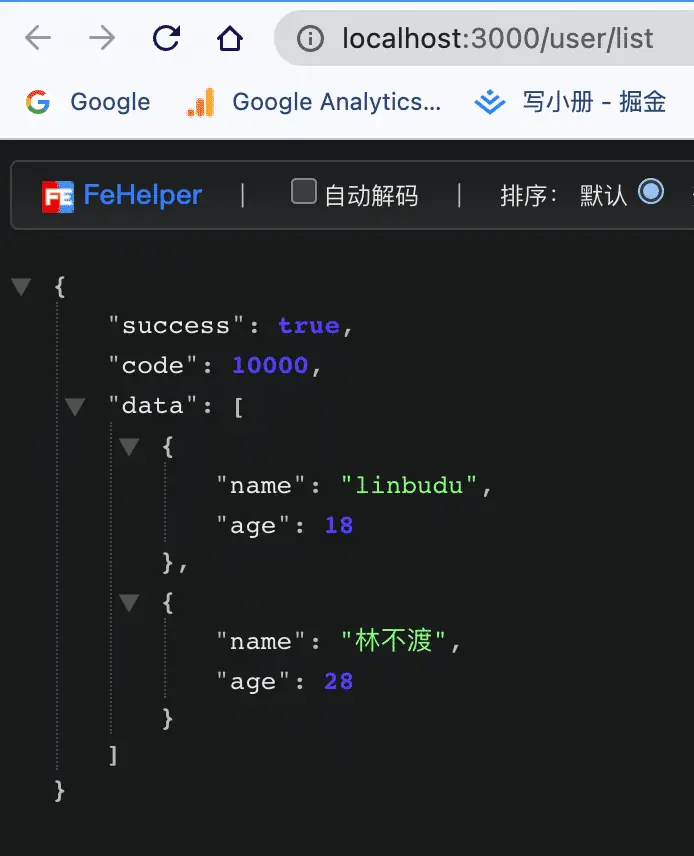 localhost:3000/user/list
Google Google Analytics... 写小册 - 掘金
FE FeHelper | 自动解码 | 排序： 默认
{
"success": true,
"code": 10000,
"data": [
{
"name": "linbudu",
"age": 18
},
{
"name": "林不渡",
"age": 28
}
]
}